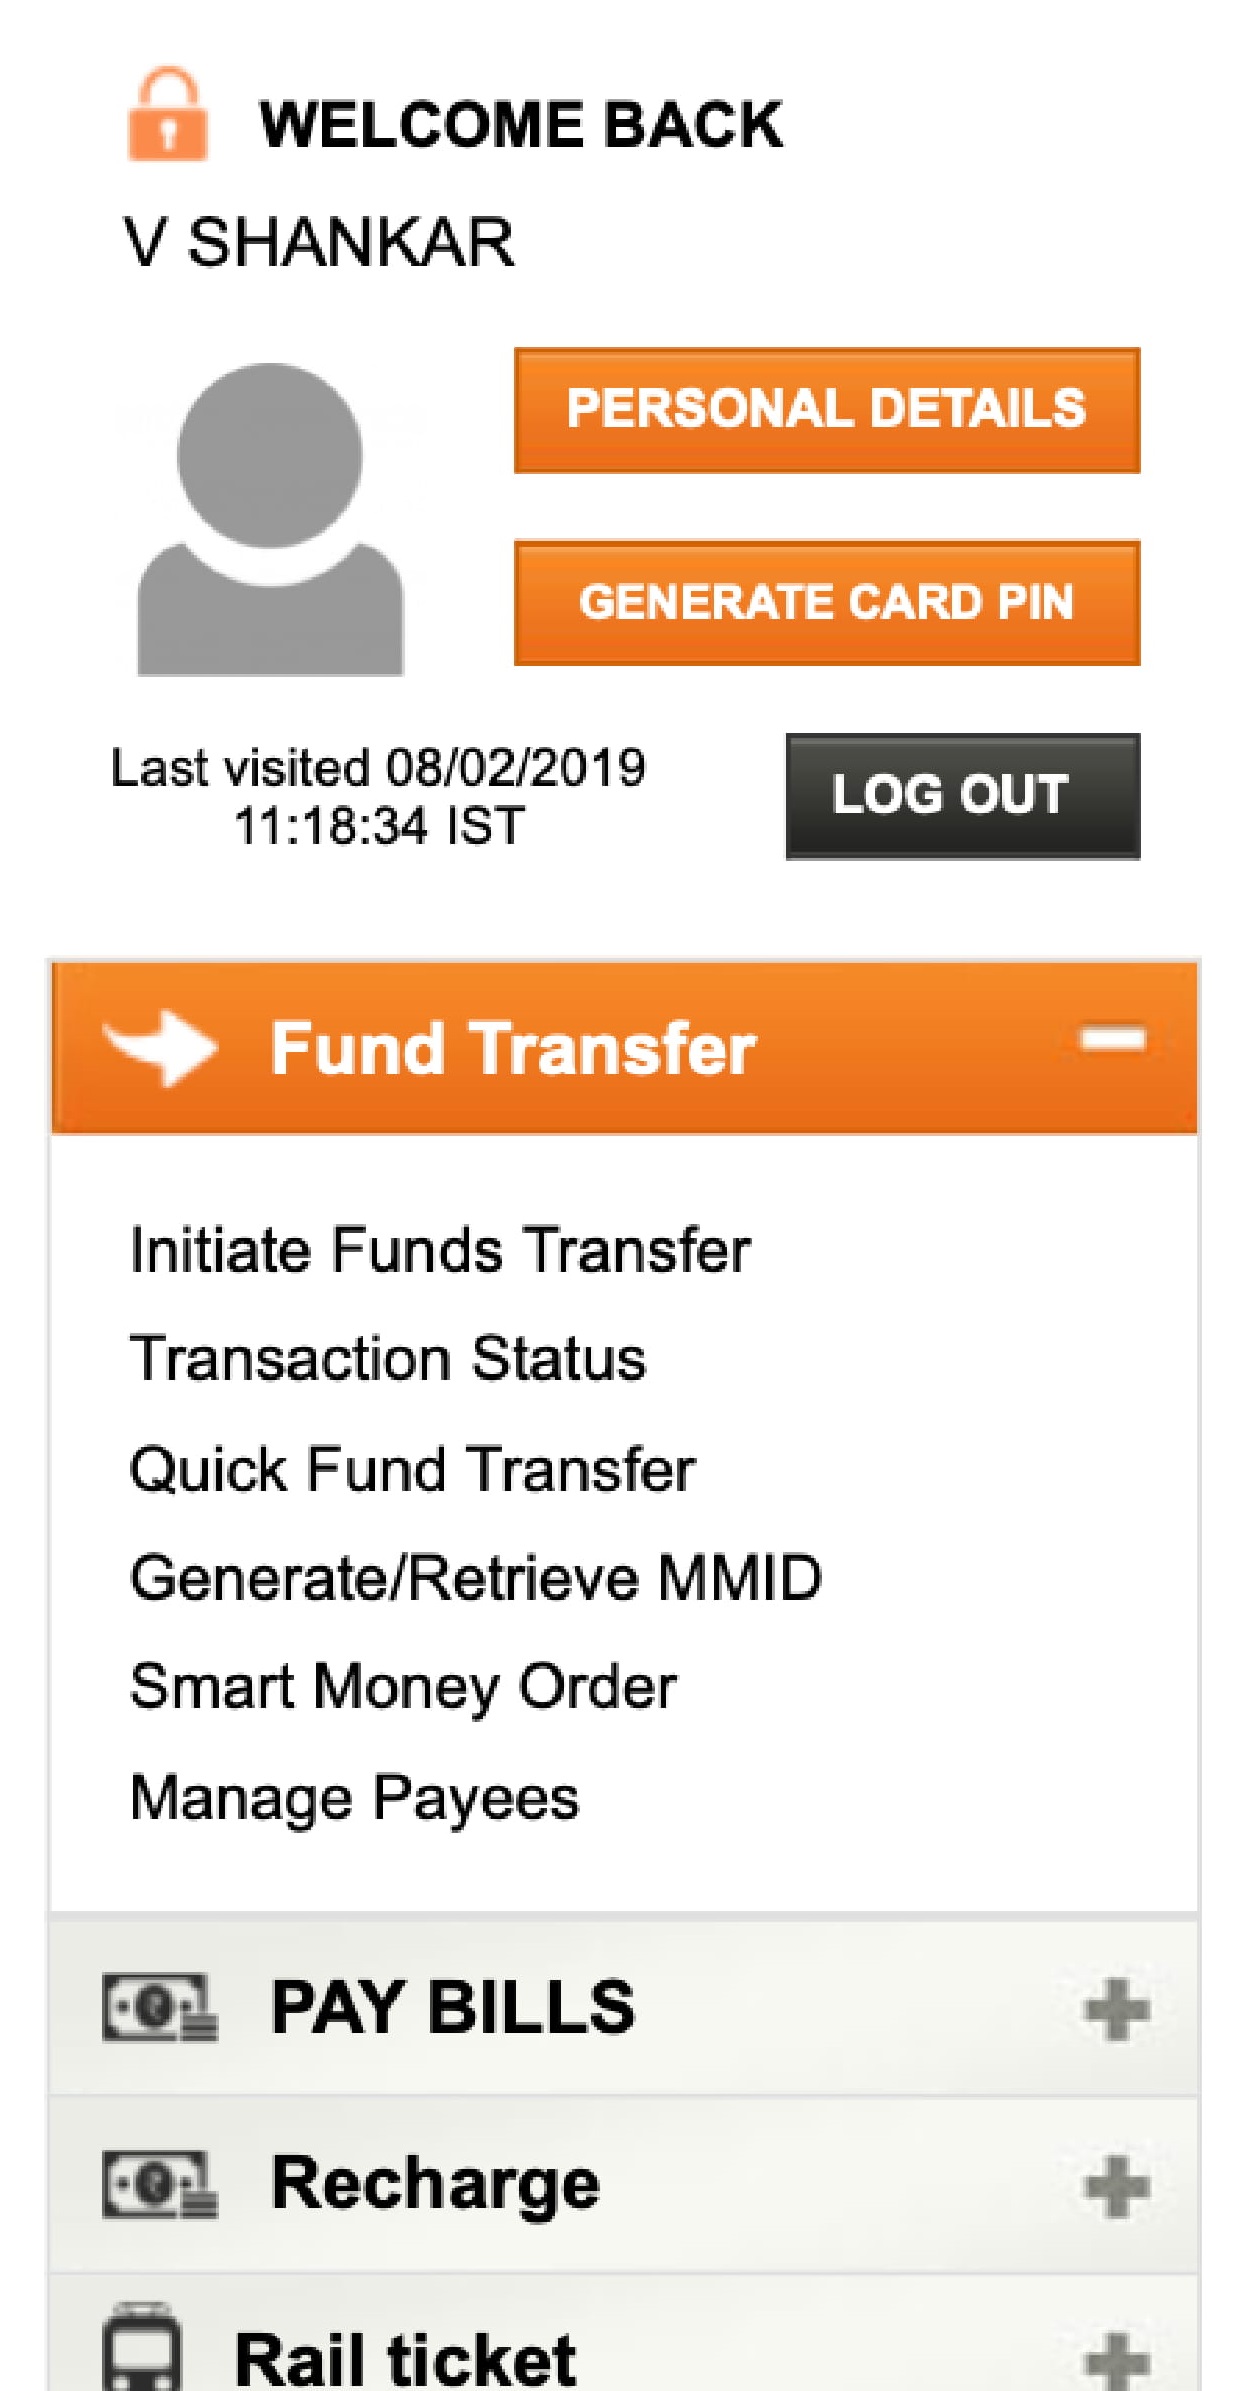 WELCOME BACK
V SHANKAR
PERSONAL DETAILS
GENERATE CARD PIN
Last visited 08/02/2019
11:18:34 IST
LOG OUT
Fund Transfer
Initiate Funds Transfer
Transaction Status
Quick Fund Transfer
Generate/Retrieve MMID
Smart Money Order
Manage Payees
PAY BILLS
Recharge
Rail ticket